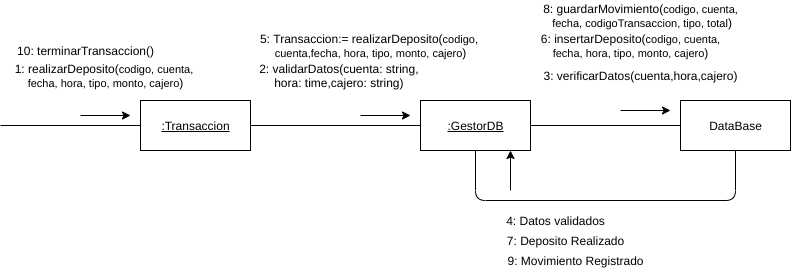 8: guardarMovimiento(codigo, cuenta,
fecha, codigoTransaccion, tipo, total)
5: Transaccion:= realizarDeposito(codigo,
cuenta,fecha, hora, tipo, monto, cajero)
6: insertarDeposito(codigo, cuenta,
fecha, hora, tipo, monto, cajero)
10: terminarTransaccion()
1: realizarDeposito(codigo, cuenta,
fecha, hora, tipo, monto, cajero)
2: validarDatos(cuenta: string,
hora: time,cajero: string)
3: verificarDatos(cuenta,hora,cajero)
:Transaccion
:GestorDB
DataBase
4: Datos validados
7: Deposito Realizado
9: Movimiento Registrado